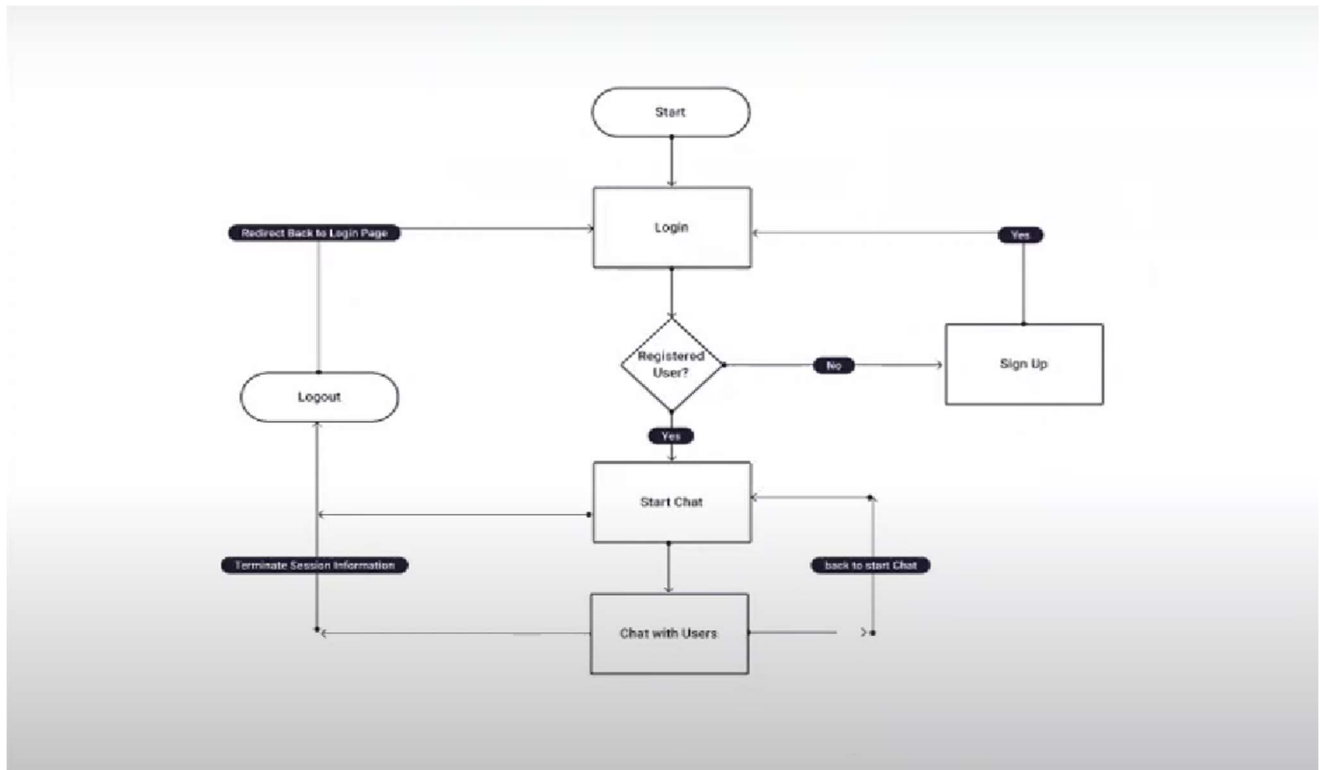 Start
Login
Redirect Back to Login Page
Yes
Registered
User?
No
Sign Up
Logout
Yes
Start Chat
Terminate Session Information
back to start Chat
Chat with Users